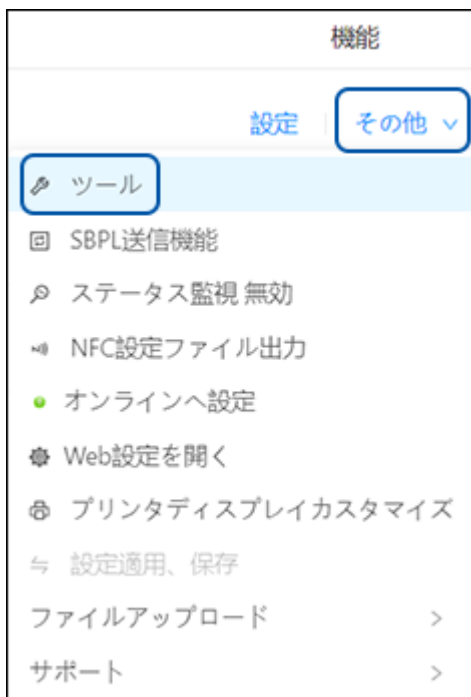 機能
設定 その他
ツール
SBPL送信機能
ステータス監視 無効
NFC設定ファイル出力
オンラインへ設定
Web設定を開く
プリンタディスプレイカスタマイズ
設定適用、保存
ファイルアップロード
サポート